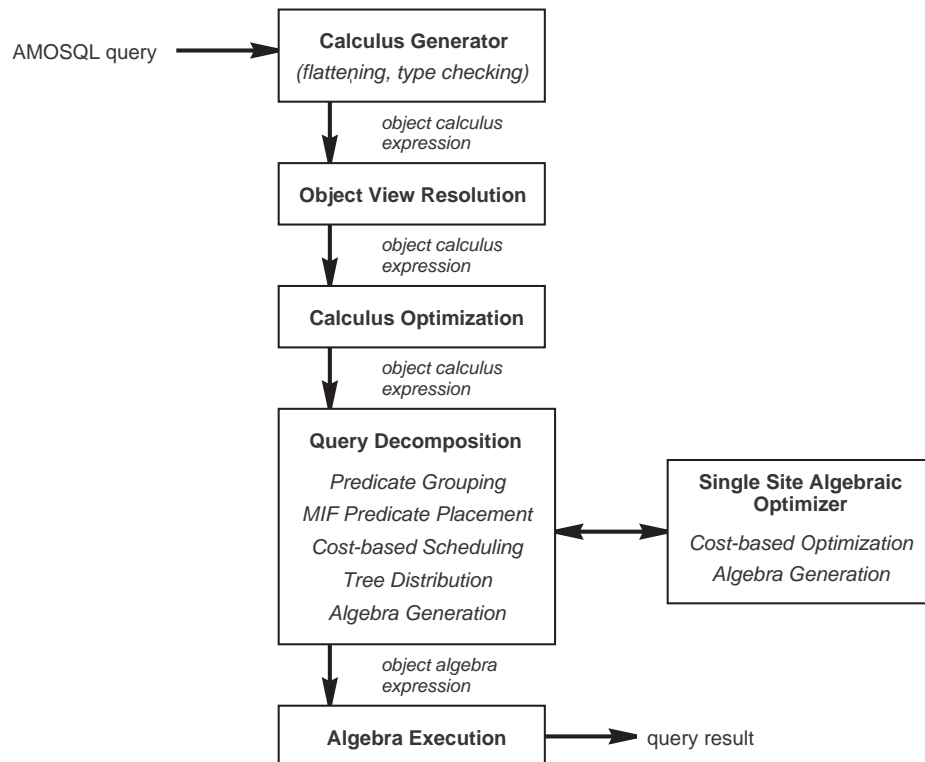 AMOSQL query
Calculus Generator
(flattening, type checking)
object calculus
expression
Object View Resolution
object calculus
expression
Calculus Optimization
object calculus
expression
Query Decomposition
Predicate Grouping
MIF Predicate Placement
Cost-based Scheduling
Tree Distribution
Algebra Generation
Single Site Algebraic
Optimizer
Cost-based Optimization
Algebra Generation
object algebra
expression
Algebra Execution
query result